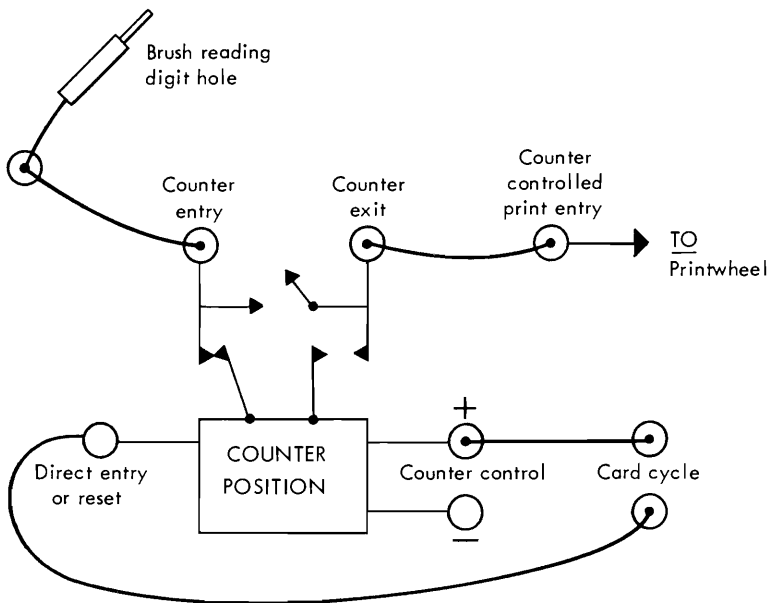 Brush reading
digit hole
Counter
entry
Counter
exit
Counter
controlled
print entry
TO
Printwheel
+
Direct entry
or reset
COUNTER
POSITION
Counter control
Card cycle
−